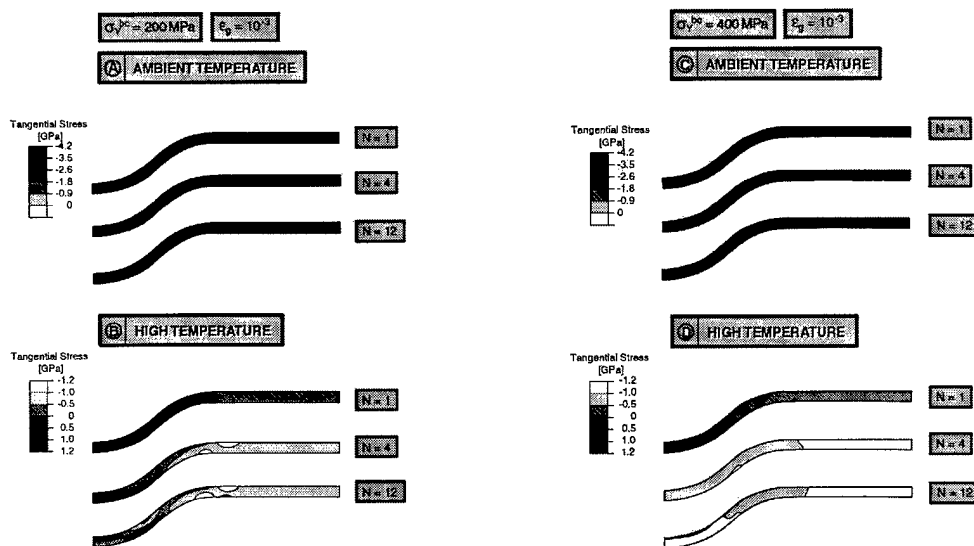 σ_Y^bc = 200 MPa
ε_g = 10^-3
A AMBIENT TEMPERATURE
Tangential Stress
[GPa]
-4.2
-3.5
-2.6
-1.8
-0.9
0
N = 1
N = 4
N = 12
B HIGH TEMPERATURE
Tangential Stress
[GPa]
-1.2
-1.0
-0.5
0
0.5
1.0
1.2
N = 1
N = 4
N = 12
σ_Y^bc = 400 MPa
ε_g = 10^-3
C AMBIENT TEMPERATURE
Tangential Stress
[GPa]
-4.2
-3.5
-2.6
-1.8
-0.9
0
N = 1
N = 4
N = 12
D HIGH TEMPERATURE
Tangential Stress
[GPa]
-1.2
-1.0
-0.5
0
0.5
1.0
1.2
N = 1
N = 4
N = 12